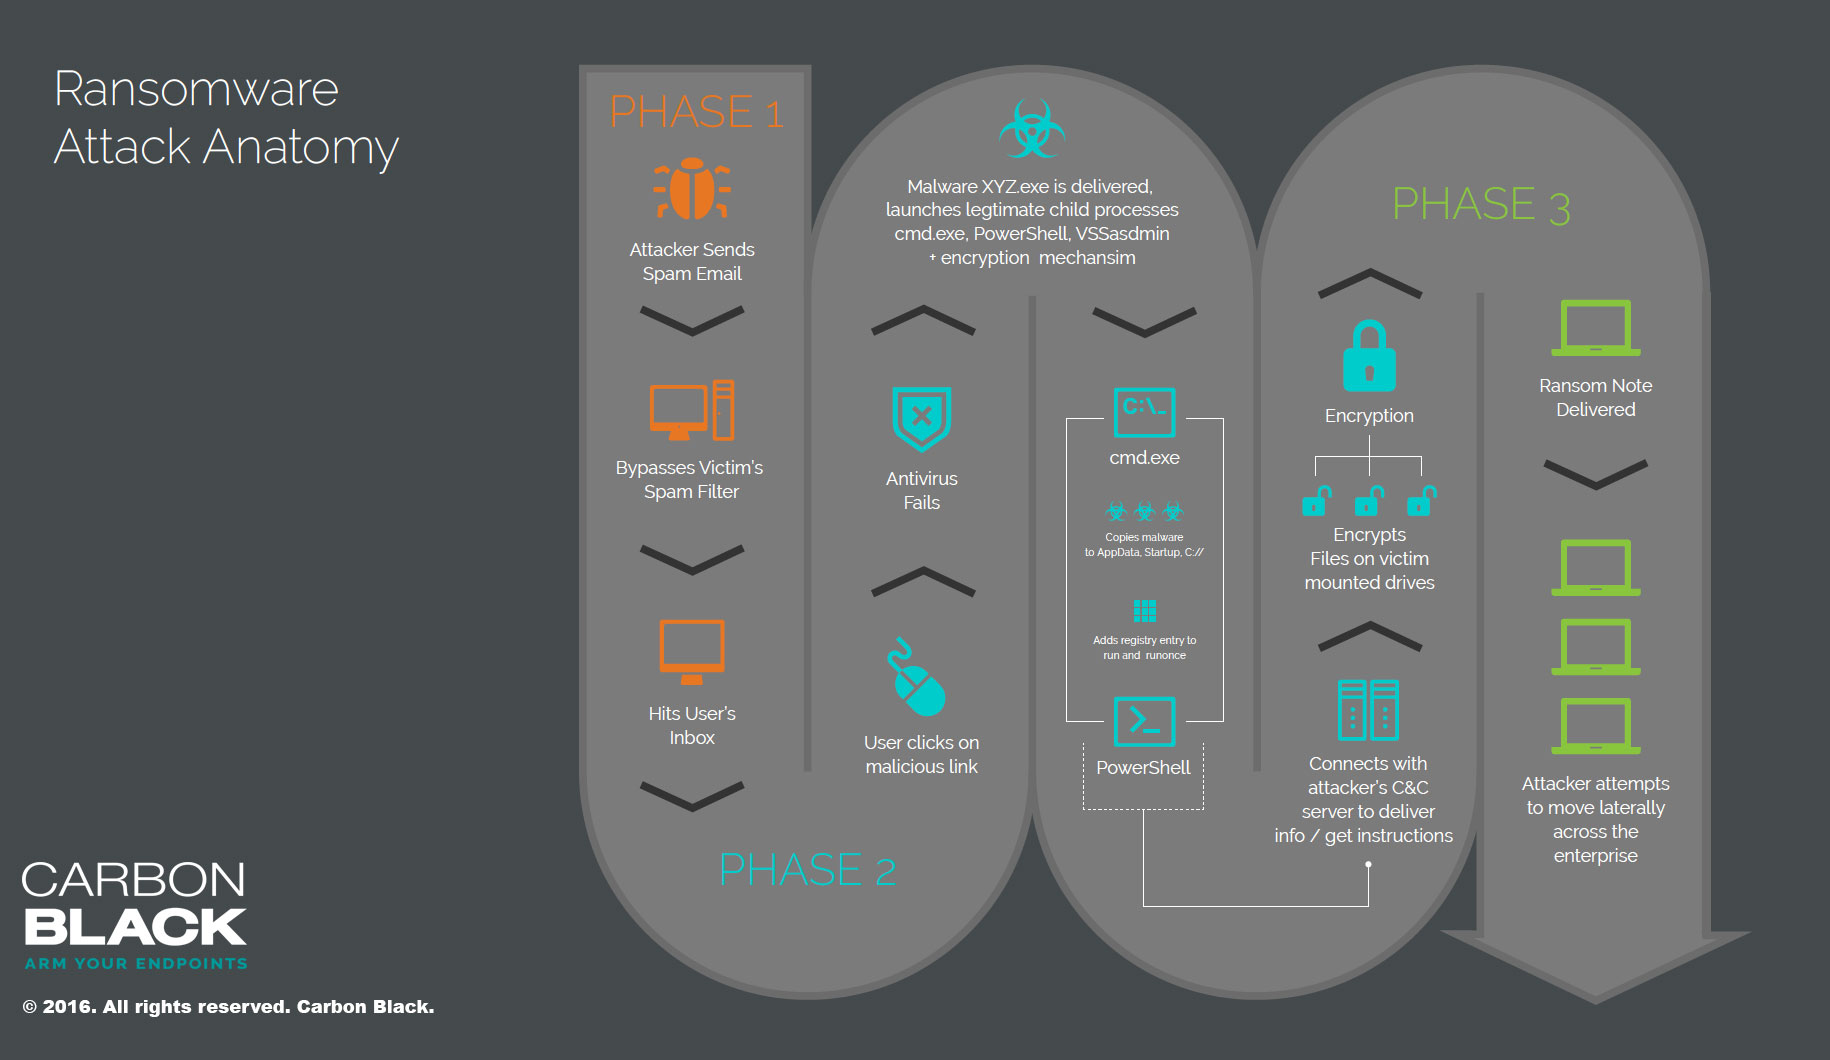 Ransomware
Attack Anatomy
PHASE 1
Attacker Sends
Spam Email
Bypasses Victim's
Spam Filter
Hits User's
Inbox
PHASE 2
User clicks on
malicious link
Antivirus
Fails
Malware XYZ.exe is delivered,
launches legtimate child processes
cmd.exe, PowerShell, VSSasdmin
+ encryption mechansim
C:\_
cmd.exe
Copies malware
to AppData, Startup, C://
Adds registry entry to
run and runonce
PowerShell
Connects with
attacker's C&C
server to deliver
info / get instructions
Encryption
Encrypts
Files on victim
mounted drives
PHASE 3
Ransom Note
Delivered
Attacker attempts
to move laterally
across the
enterprise
CARBON
BLACK
ARM YOUR ENDPOINTS
© 2016. All rights reserved. Carbon Black.